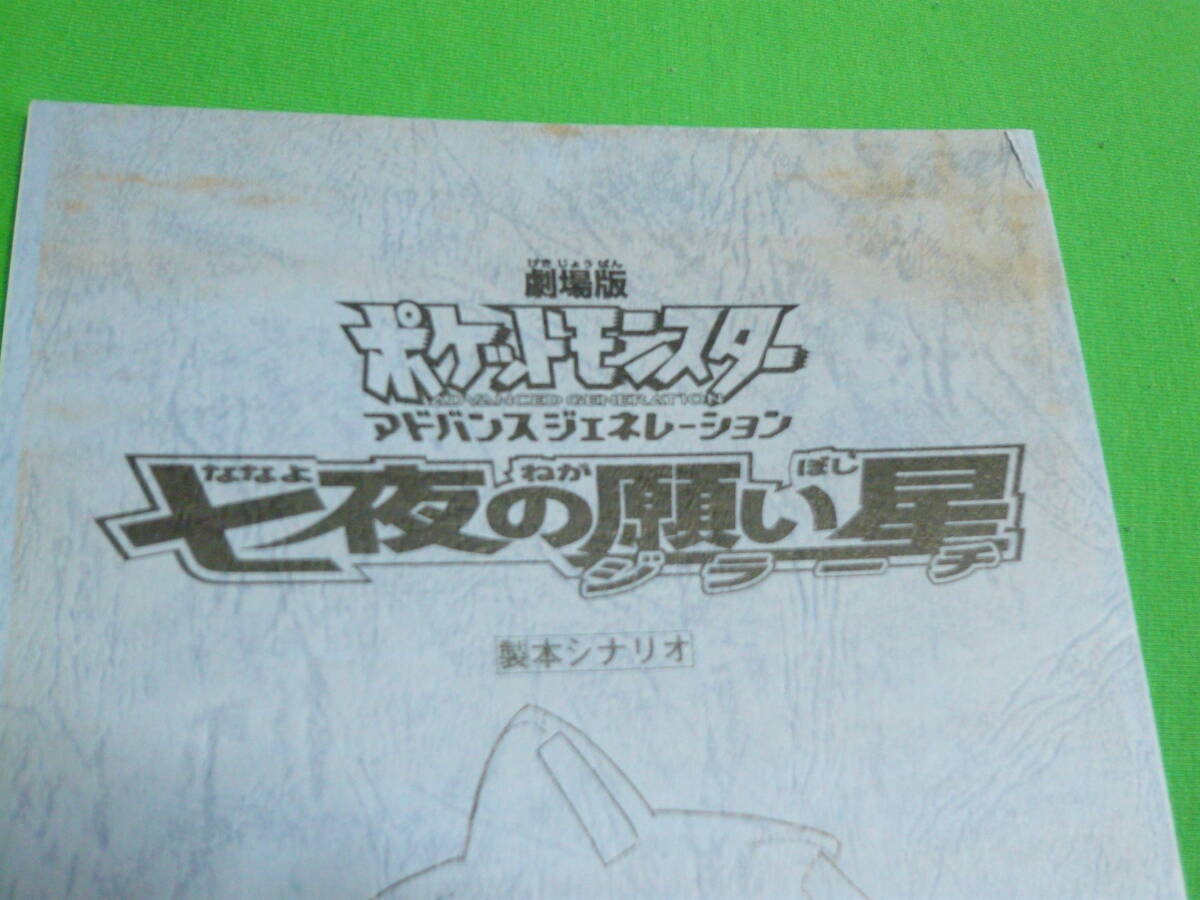 げきじょうばん
劇場版
ポケットモンスター
ADVANCED GENERATION
アドバンスジェネレーション
ななよ ねが ぼし
七夜の願い星
ジラーチ
製本シナリオ